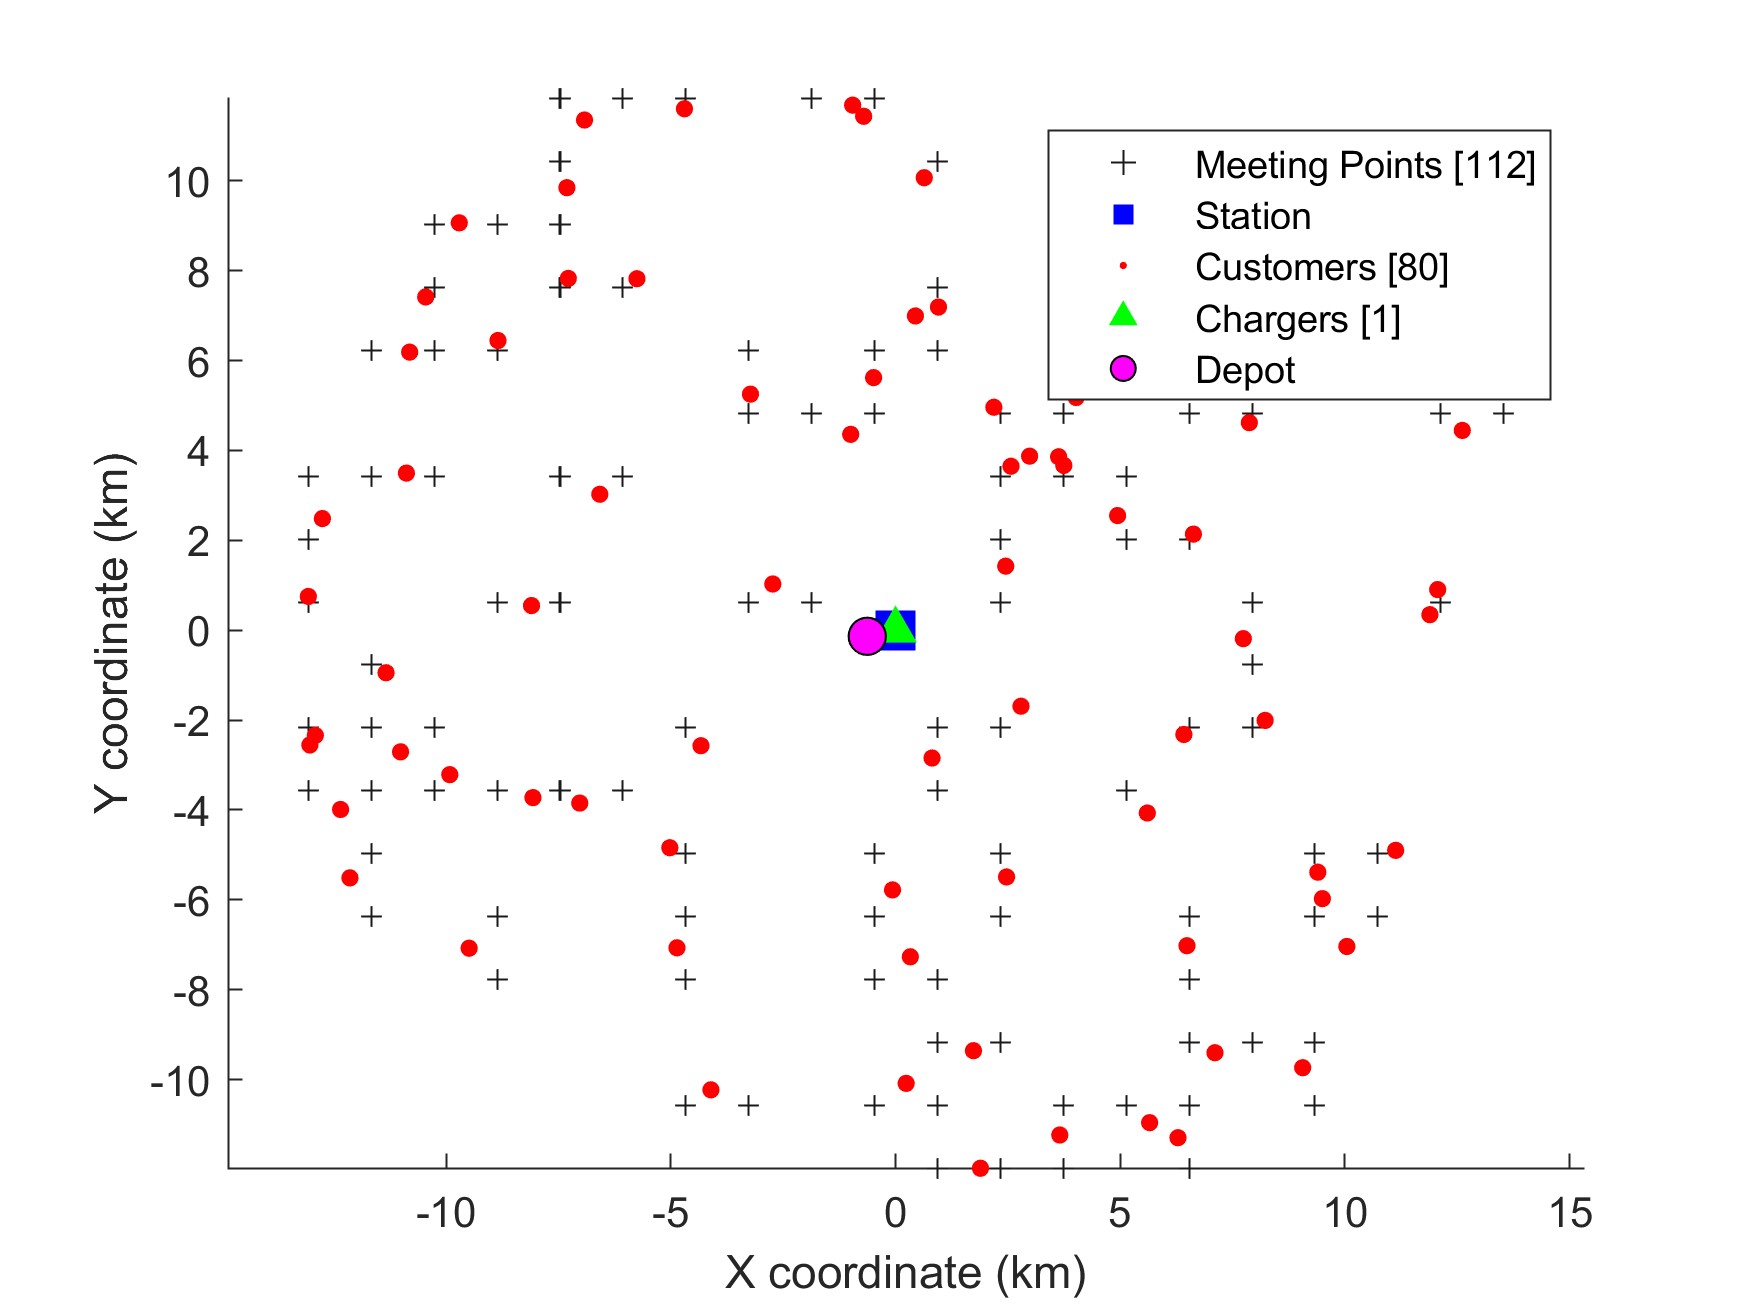 10
8
6
4
2
0
-2
-4
-6
-8
-10
Y coordinate (km)
Meeting Points [112]
Station
Customers [80]
Chargers [1]
Depot
-10
-5
0
5
10
15
X coordinate (km)